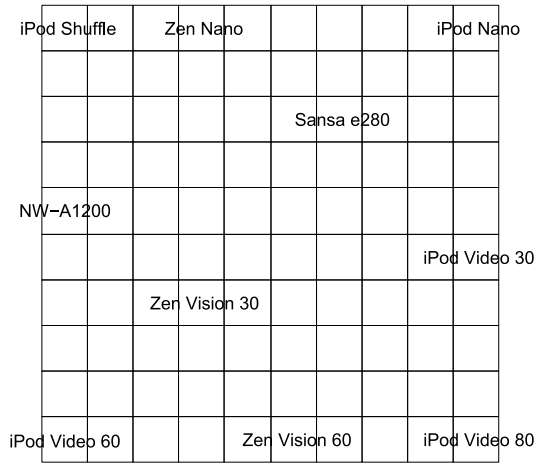 iPod Shuffle Zen Nano iPod Nano
Sansa e280
NW−A1200
iPod Video 30
Zen Vision 30
iPod Video 60 Zen Vision 60 iPod Video 80